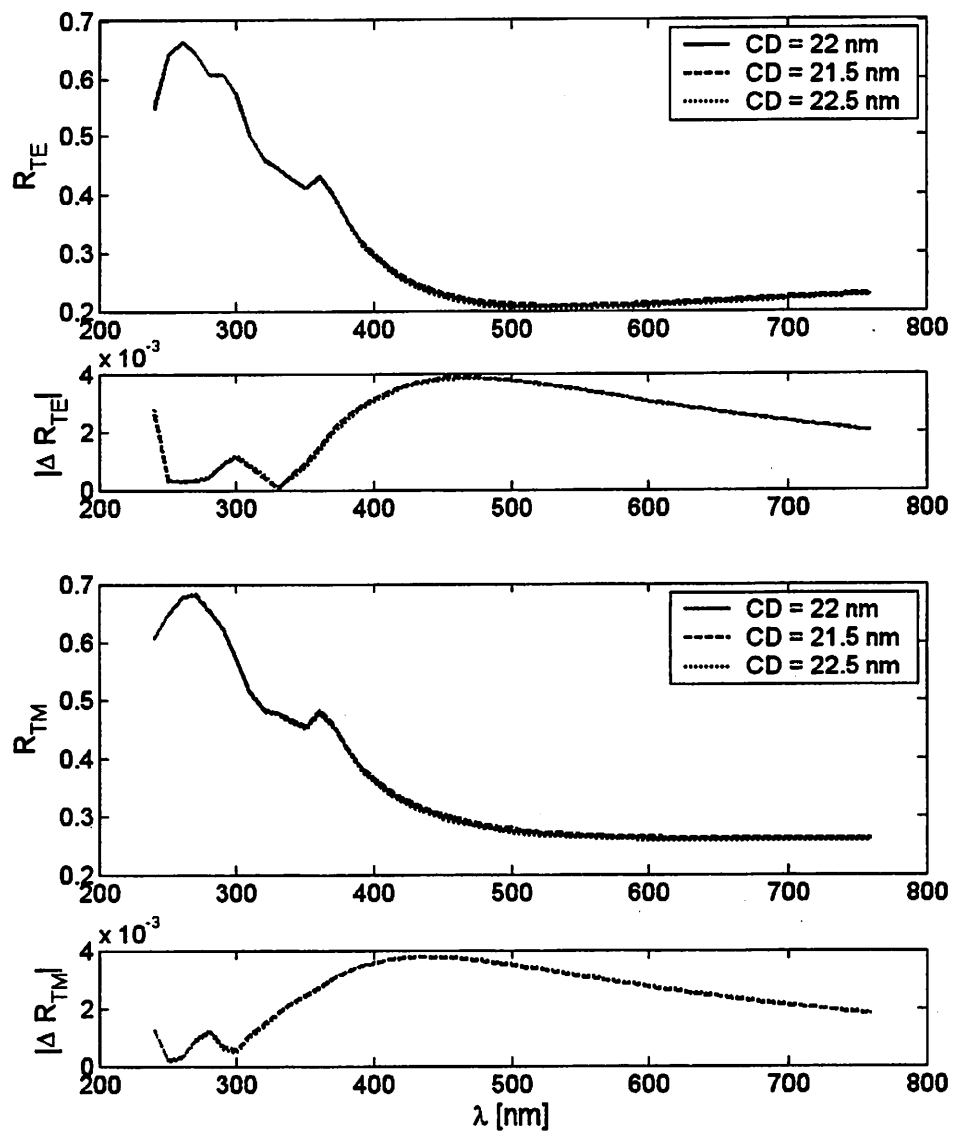 0.7
0.6
0.5
0.4
0.3
0.2
R_TE
CD = 22 nm
CD = 21.5 nm
CD = 22.5 nm
200 300 400 500 600 700 800
x 10^-3
4
2
0
|Δ R_TE|
200 300 400 500 600 700 800
0.7
0.6
0.5
0.4
0.3
0.2
R_TM
CD = 22 nm
CD = 21.5 nm
CD = 22.5 nm
200 300 400 500 600 700 800
x 10^-3
4
2
0
|Δ R_TM|
200 300 400 500 600 700 800
λ [nm]